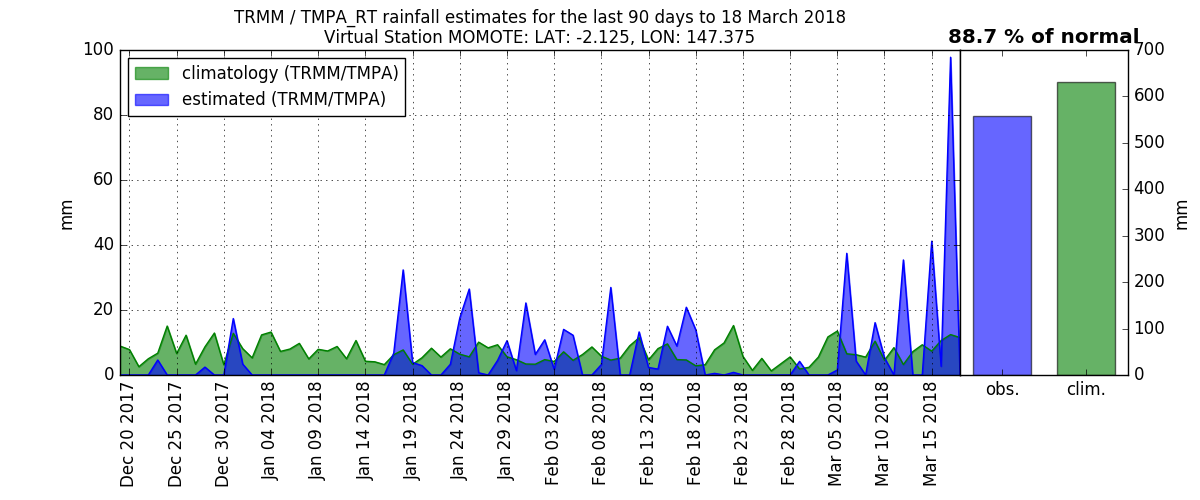 TRMM / TMPA_RT rainfall estimates for the last 90 days to 18 March 2018
Virtual Station MOMOTE: LAT: -2.125, LON: 147.375
88.7 % of normal
climatology (TRMM/TMPA)
estimated (TRMM/TMPA)
100
80
60
40
20
0
mm
Dec 20 2017
Dec 25 2017
Dec 30 2017
Jan 04 2018
Jan 09 2018
Jan 14 2018
Jan 19 2018
Jan 24 2018
Jan 29 2018
Feb 03 2018
Feb 08 2018
Feb 13 2018
Feb 18 2018
Feb 23 2018
Feb 28 2018
Mar 05 2018
Mar 10 2018
Mar 15 2018
obs.
clim.
700
600
500
400
300
200
100
0
mm